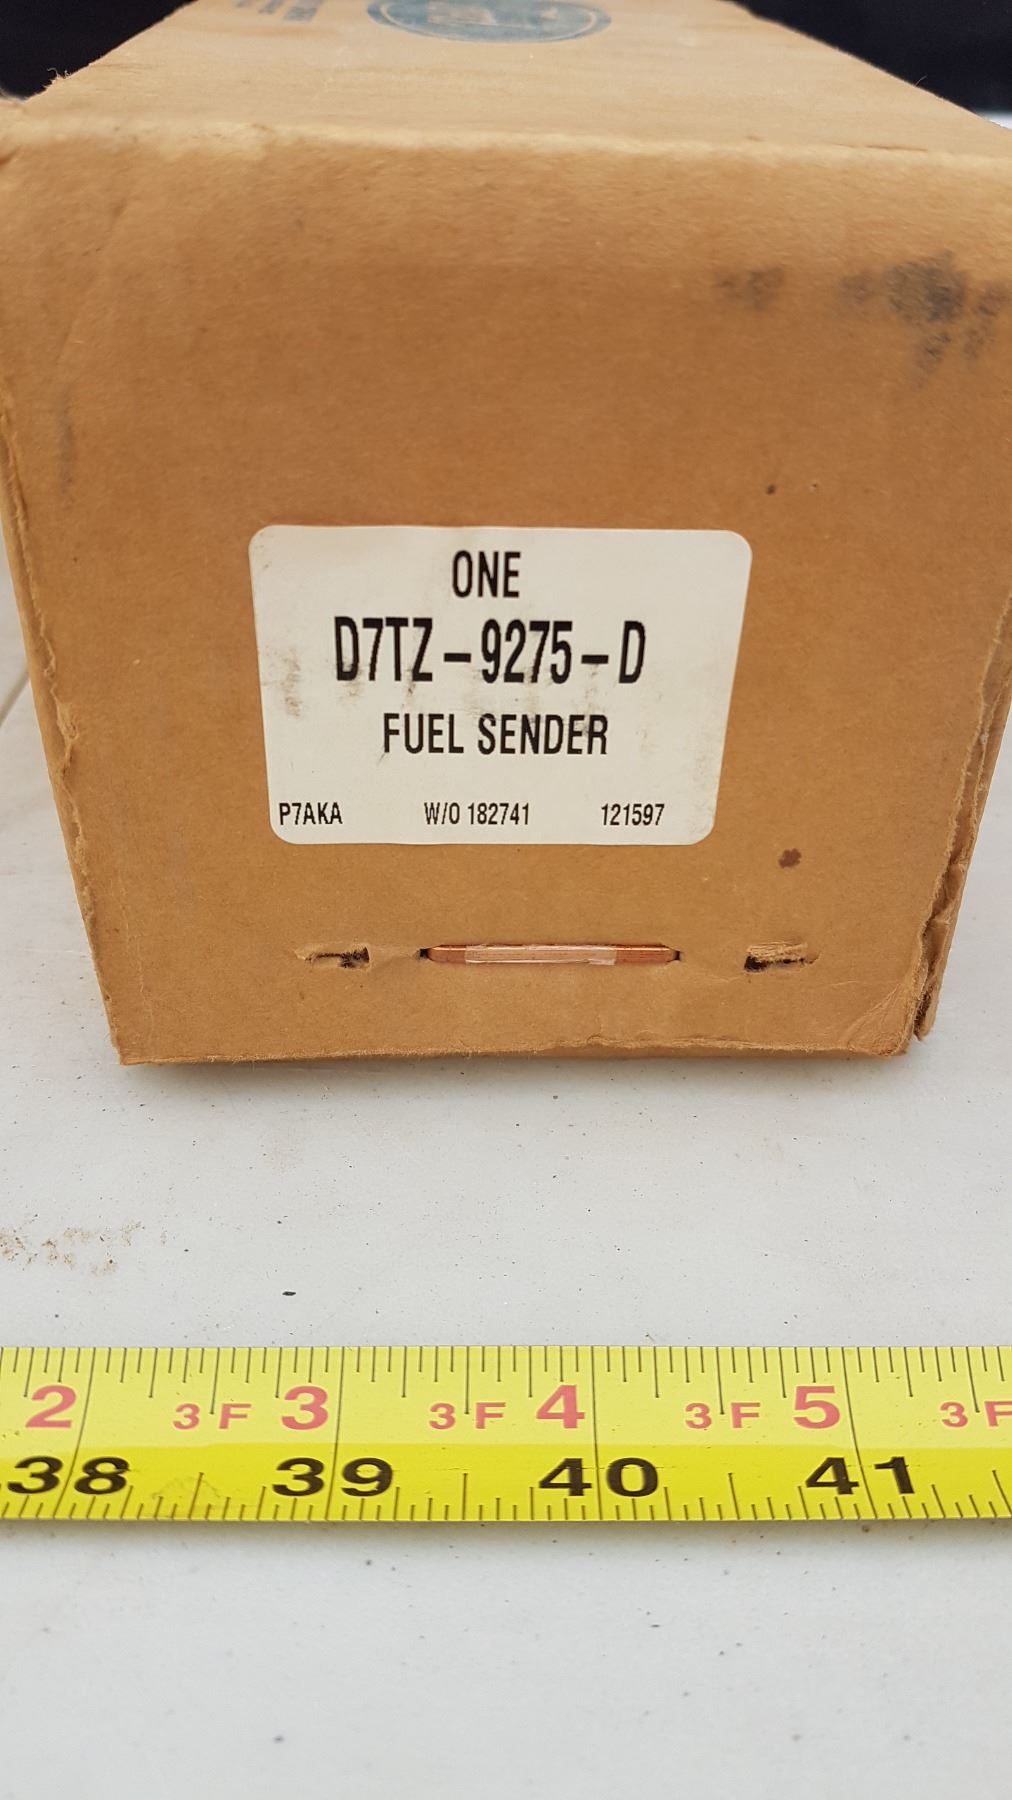 ONE
D7TZ-9275-D
FUEL SENDER
P7AKA W/O 182741 121597
2 3F 3 3F 4 3F 5 3F
38 39 40 41